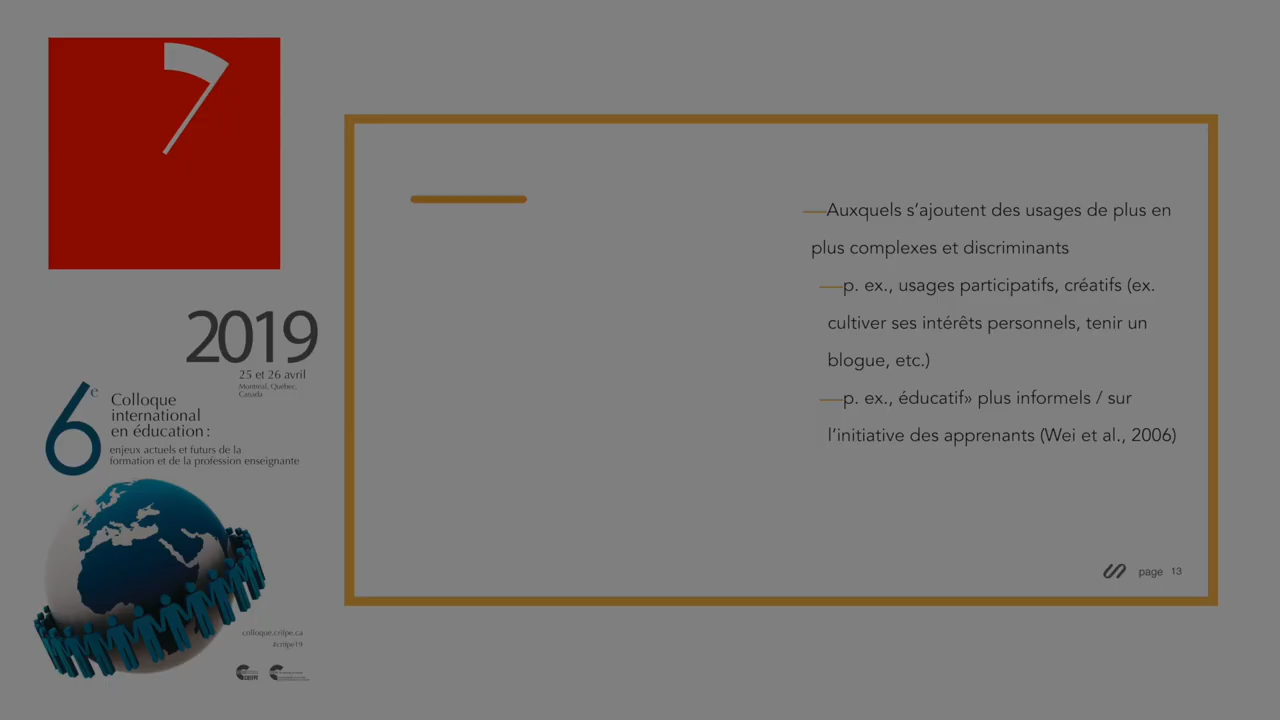 2019
25 et 26 avril
Montréal, Québec,
Canada
6e
Colloque
international
en éducation :
enjeux actuels et futurs de la
formation et de la profession enseignante
colloque.crifpe.ca
#crifpe19
CRIFPE
Auxquels s’ajoutent des usages de plus en
plus complexes et discriminants
p. ex., usages participatifs, créatifs (ex.
cultiver ses intérêts personnels, tenir un
blogue, etc.)
p. ex., éducatif» plus informels / sur
l’initiative des apprenants (Wei et al., 2006)
page 13